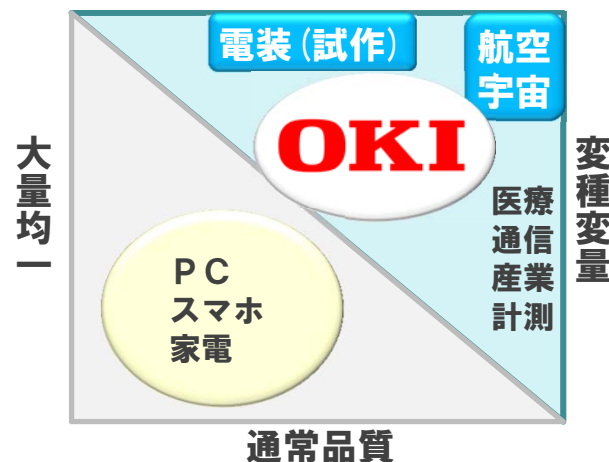 電装(試作)
航空
宇宙
OKI
大量均一
変種変量
医療
通信
産業
計測
PC
スマホ
家電
通常品質